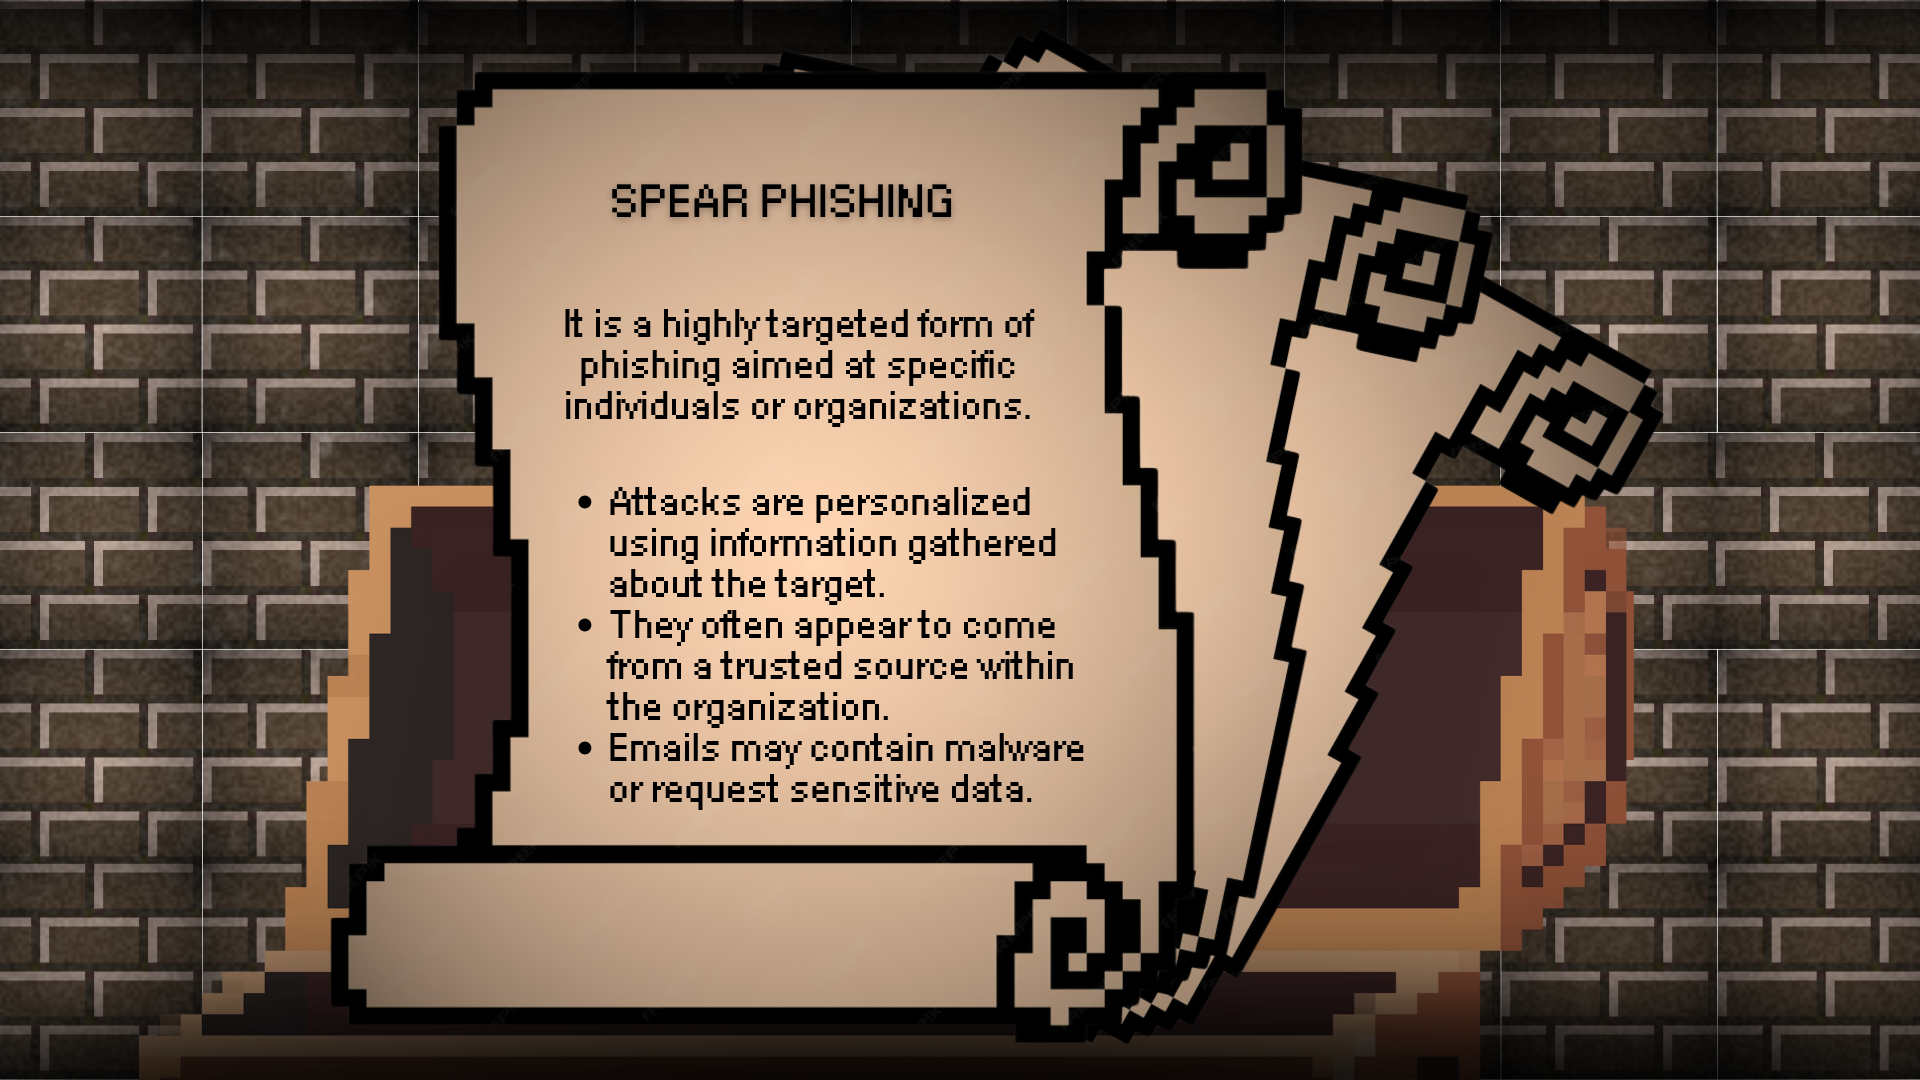 SPEAR PHISHING
It is a highly targeted form of
phishing aimed at specific
individuals or organizations.
• Attacks are personalized
using information gathered
about the target.
• They often appear to come
from a trusted source within
the organization.
• Emails may contain malware
or request sensitive data.